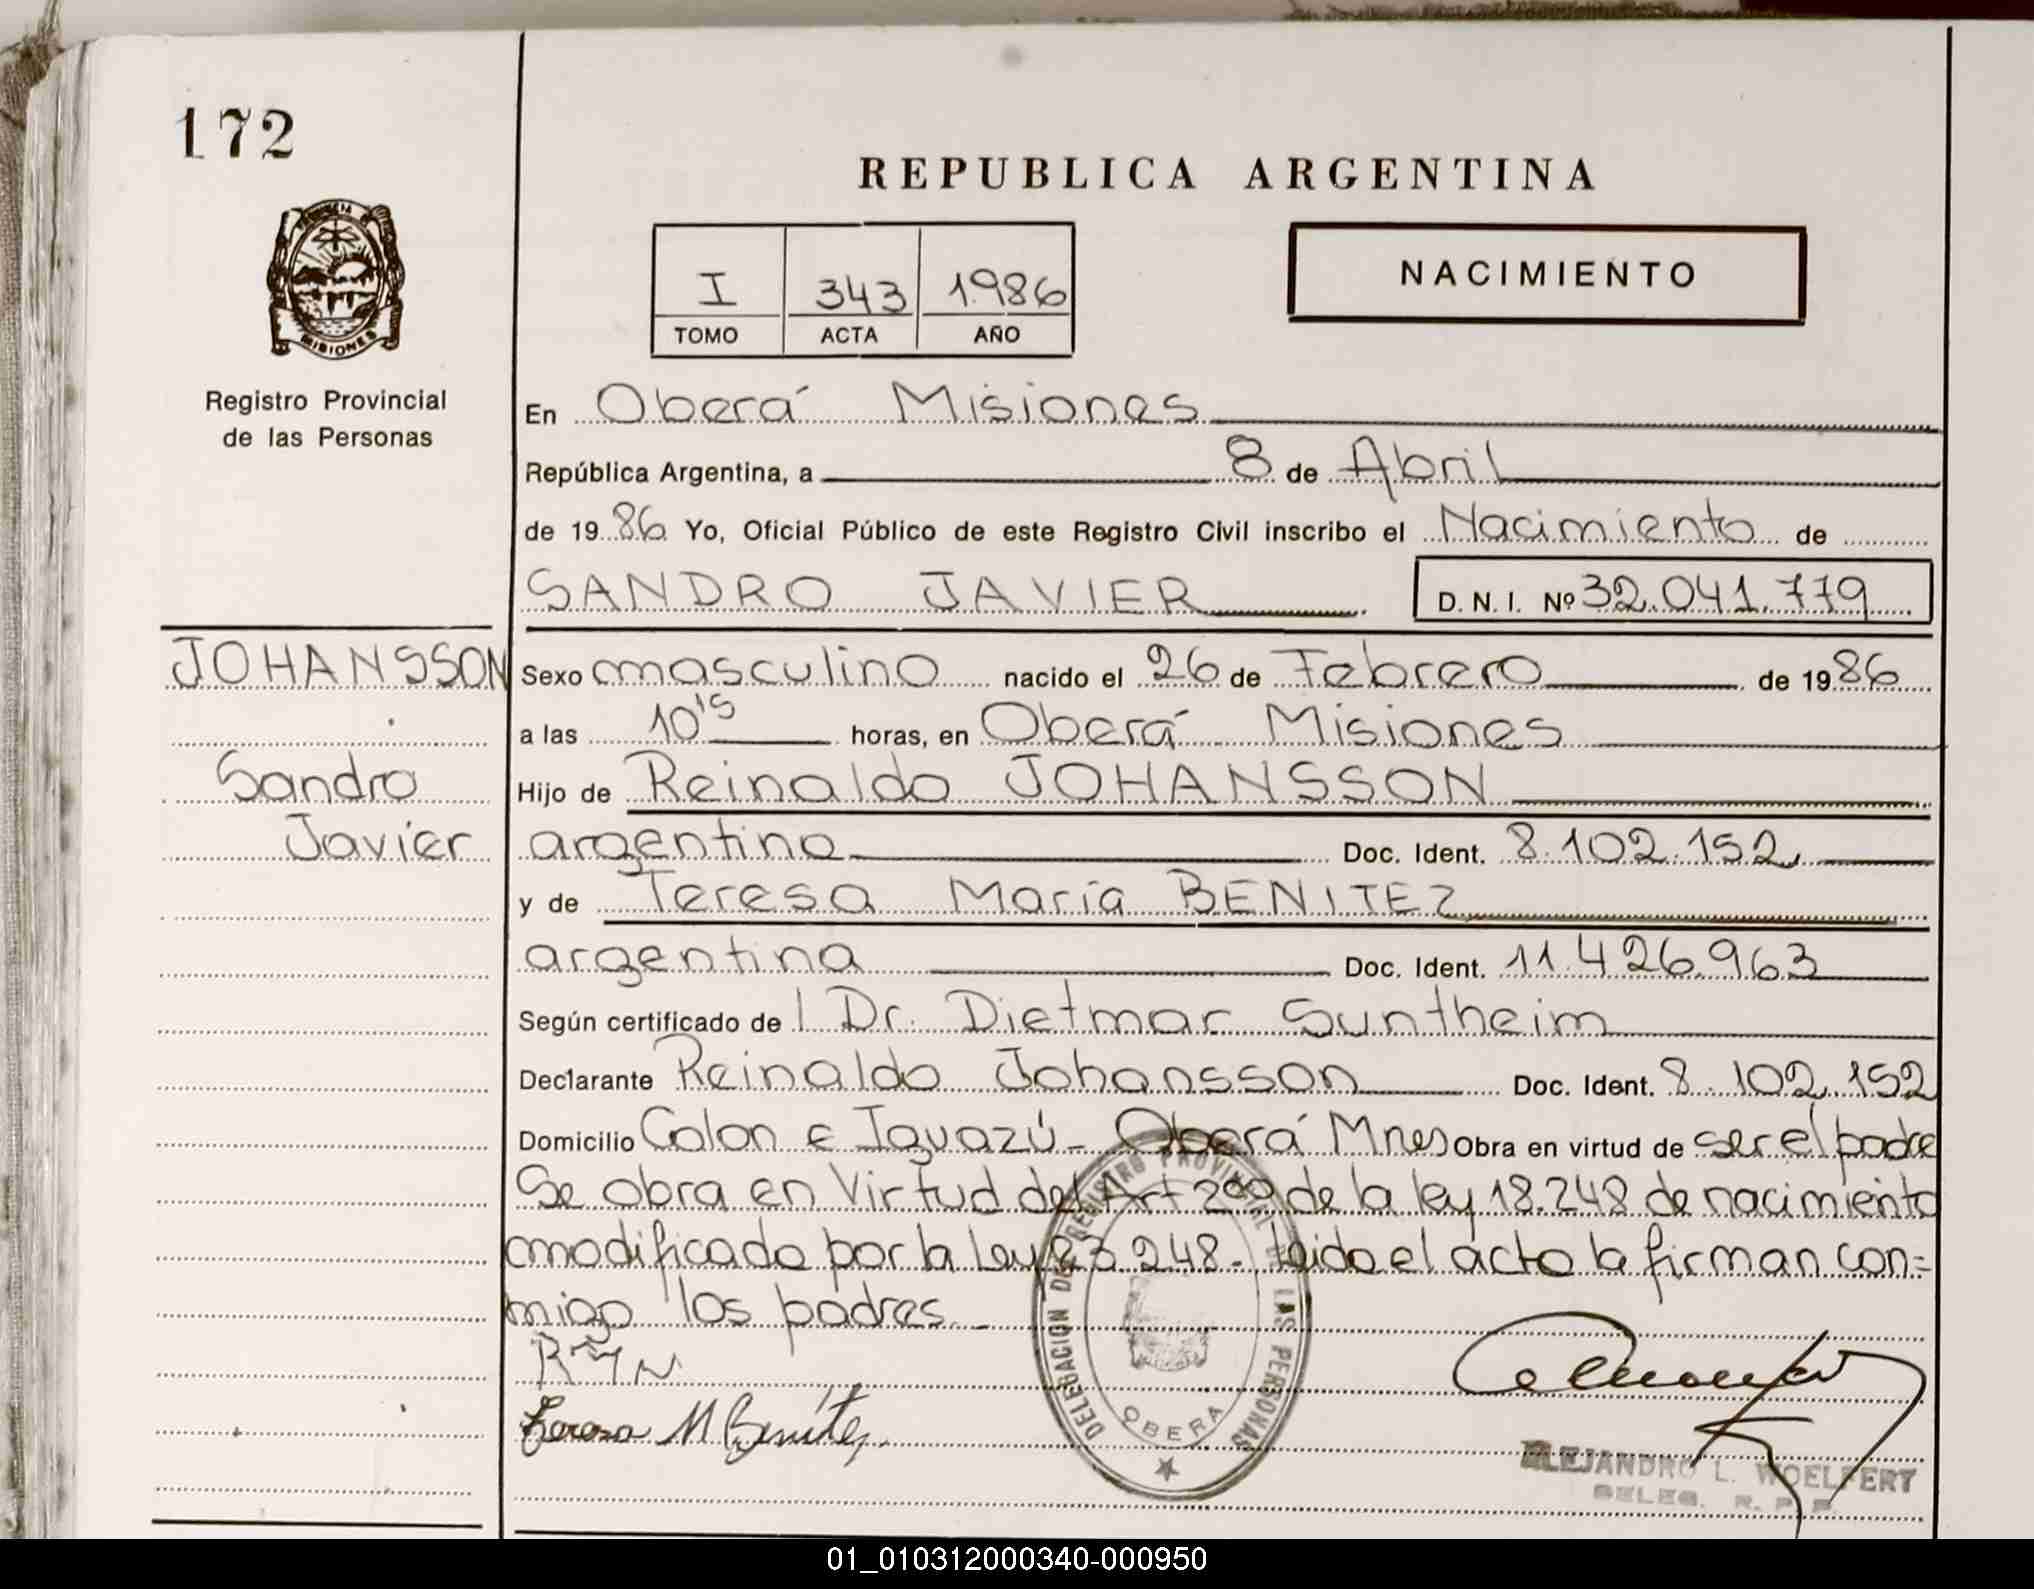 172
REPUBLICA ARGENTINA
I 343 1986
TOMO ACTA AÑO
NACIMIENTO
MISIONES
Registro Provincial
de las Personas
En Oberá Misiones
República Argentina, a 8 de Abril
de 1986 Yo, Oficial Público de este Registro Civil inscribo el Nacimiento de
SANDRO JAVIER D. N. I. Nº 32.041.779
JOHANSSON
Sandro
Javier
Sexo masculino nacido el 26 de Febrero de 1986
a las 10'15 horas, en Oberá Misiones
Hijo de Reinaldo JOHANSSON
argentino Doc. Ident. 8.102.152
y de Teresa María BENITEZ
argentina Doc. Ident. 11.426.963
Según certificado de l Dr. Dietmar Suntheim
Declarante Reinaldo Johansson Doc. Ident. 8.102.152
Domicilio Colon e Iguazú - Oberá Mnes Obra en virtud de ser el padre
Se obra en Virtud del Art 2º de la ley 18.248 de nacimiento
modificado por la Ley 23.248. Leido el acto la firman con=
migo los padres. -
Teresa M Benítez.
DELEGACION DEL REGISTRO PROVINCIAL DE LAS PERSONAS
OBERA
ALEJANDRO L. WOELFERT
DELEG. R. P. P.
01_010312000340-000950